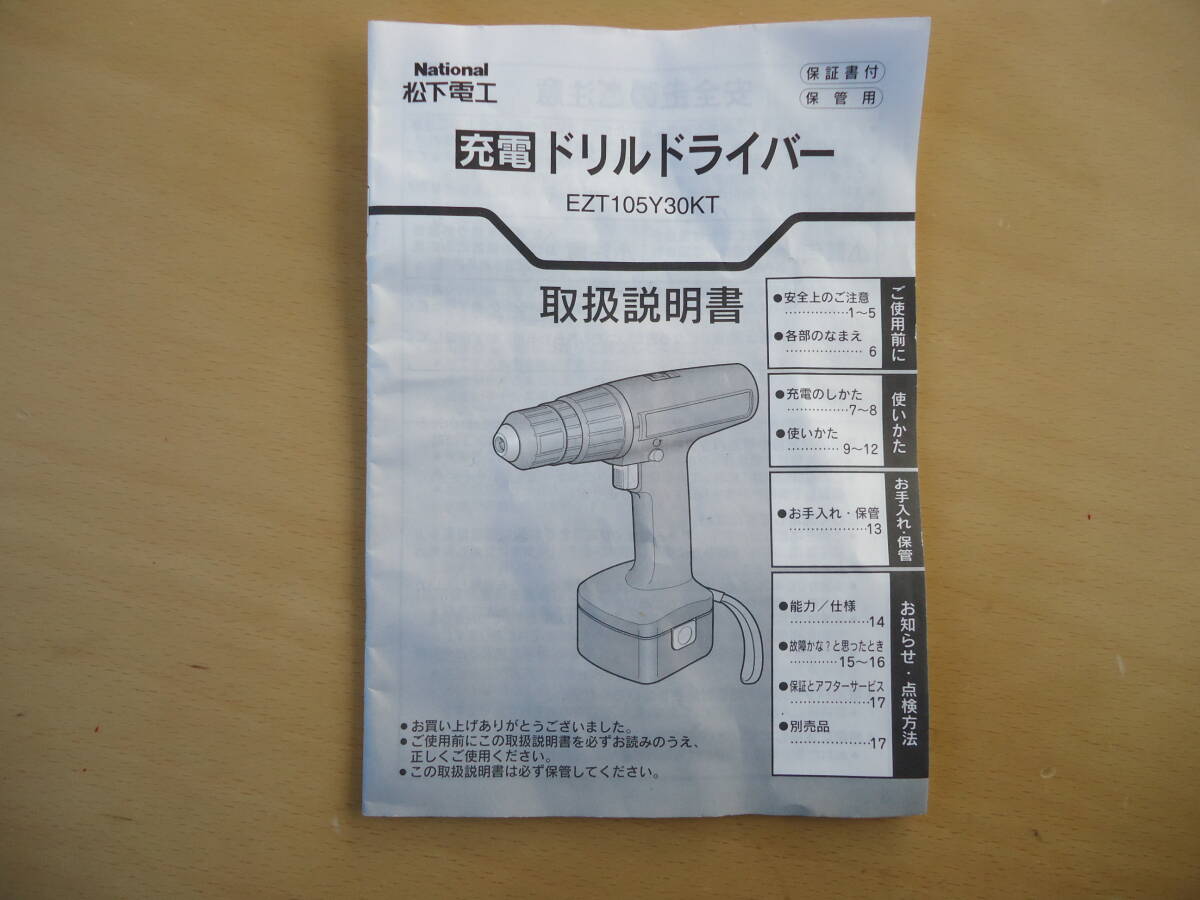 National
松下電工
保証書付
保管用
充電ドリルドライバー
EZT105Y30KT
取扱説明書
ご使用前に
●安全上のご注意
……………1～5
●各部のなまえ
………………6
使いかた
●充電のしかた
……………7～8
●使いかた
…………9～12
お手入れ・保管
●お手入れ・保管
………………13
お知らせ・点検方法
●能力／仕様
………………14
●故障かな？と思ったとき
…………15～16
●保証とアフターサービス
………………17
●別売品
………………17
●お買い上げありがとうございました。
●ご使用前にこの取扱説明書を必ずお読みのうえ、
正しくご使用ください。
●この取扱説明書は必ず保管してください。